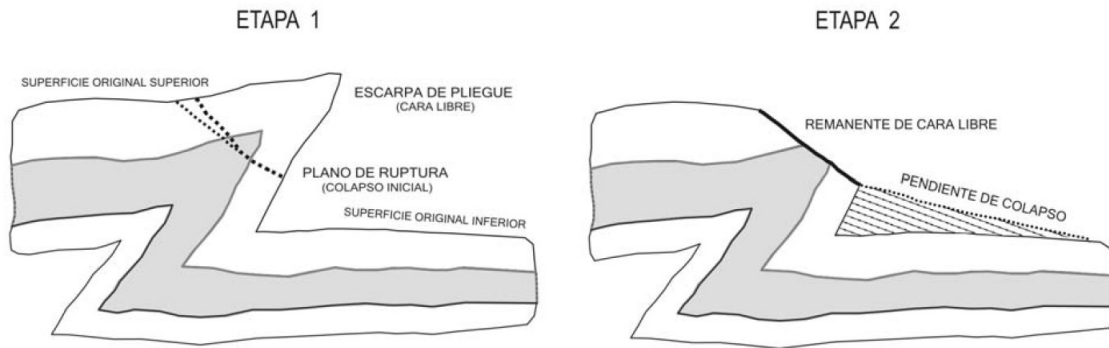 ETAPA 1
SUPERFICIE ORIGINAL SUPERIOR
ESCARPA DE PLIEGUE
(CARA LIBRE)
PLANO DE RUPTURA
(COLAPSO INICIAL)
SUPERFICIE ORIGINAL INFERIOR
ETAPA 2
REMANENTE DE CARA LIBRE
PENDIENTE DE COLAPSO